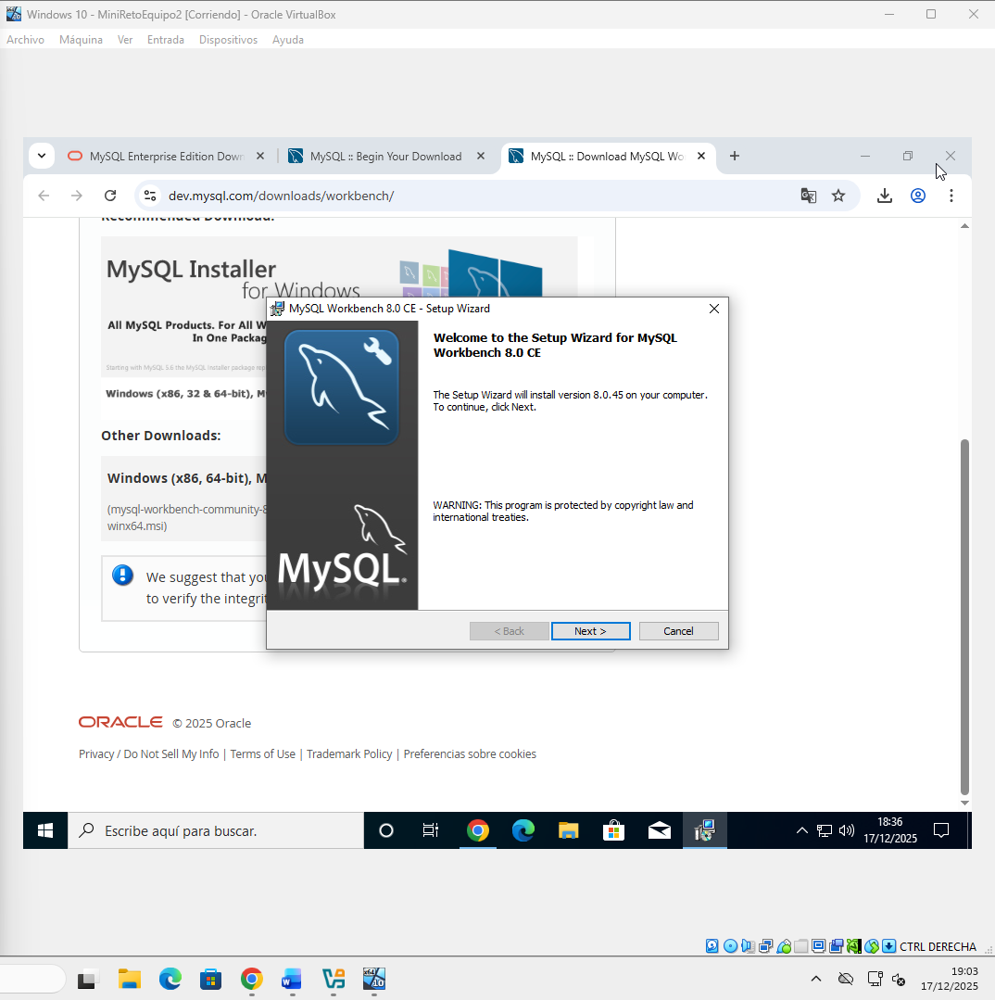 Windows 10 - MiniRetoEquipo2 [Corriendo] - Oracle VirtualBox
Archivo Máquina Ver Entrada Dispositivos Ayuda
MySQL Enterprise Edition Down MySQL :: Begin Your Download MySQL :: Download MySQL Wo
dev.mysql.com/downloads/workbench/
Recommended Download:
MySQL Installer
for Windows
All MySQL Products. For All W
In One Packag
Starting with MySQL 5.6 the MySQL Installer package rep
Windows (x86, 32 & 64-bit), M
Other Downloads:
Windows (x86, 64-bit), M
(mysql-workbench-community-8
winx64.msi)
We suggest that you
to verify the integrit
MySQL Workbench 8.0 CE - Setup Wizard
Welcome to the Setup Wizard for MySQL
Workbench 8.0 CE
The Setup Wizard will install version 8.0.45 on your computer.
To continue, click Next.
WARNING: This program is protected by copyright law and
international treaties.
MySQL®
< Back Next > Cancel
ORACLE © 2025 Oracle
Privacy / Do Not Sell My Info | Terms of Use | Trademark Policy | Preferencias sobre cookies
Escribe aquí para buscar.
18:36
17/12/2025
CTRL DERECHA
19:03
17/12/2025